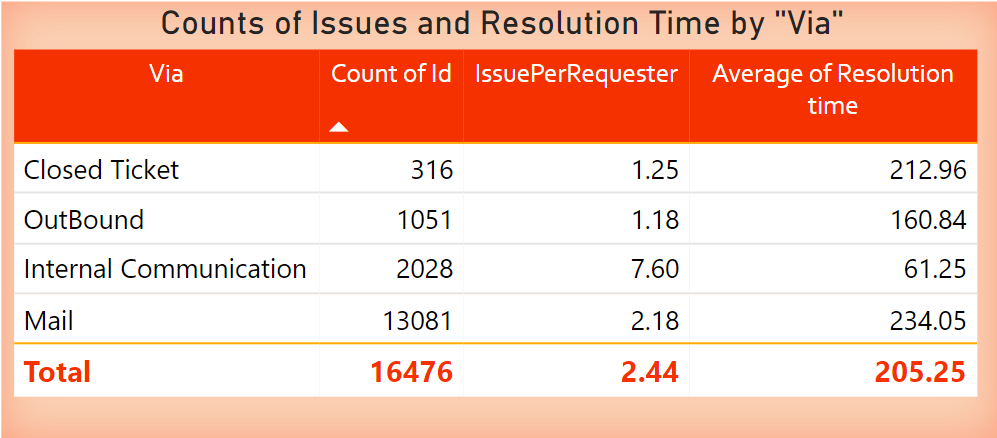 Counts of Issues and Resolution Time by "Via"
Via Count of Id IssuePerRequester Average of Resolution
time
Closed Ticket 316 1.25 212.96
OutBound 1051 1.18 160.84
Internal Communication 2028 7.60 61.25
Mail 13081 2.18 234.05
Total 16476 2.44 205.25